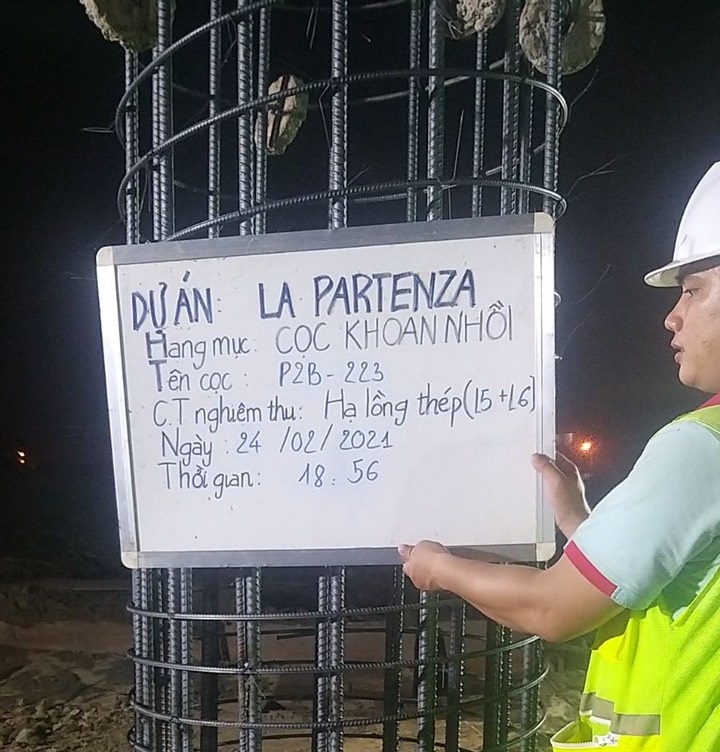 DỰ ÁN: LA PARTENZA
Hạng mục: CỌC KHOAN NHỒI
Tên cọc: P2B-223
C.T nghiệm thu: Hạ lồng thép (L5+L6)
Ngày: 24/02/2021
Thời gian: 18:56